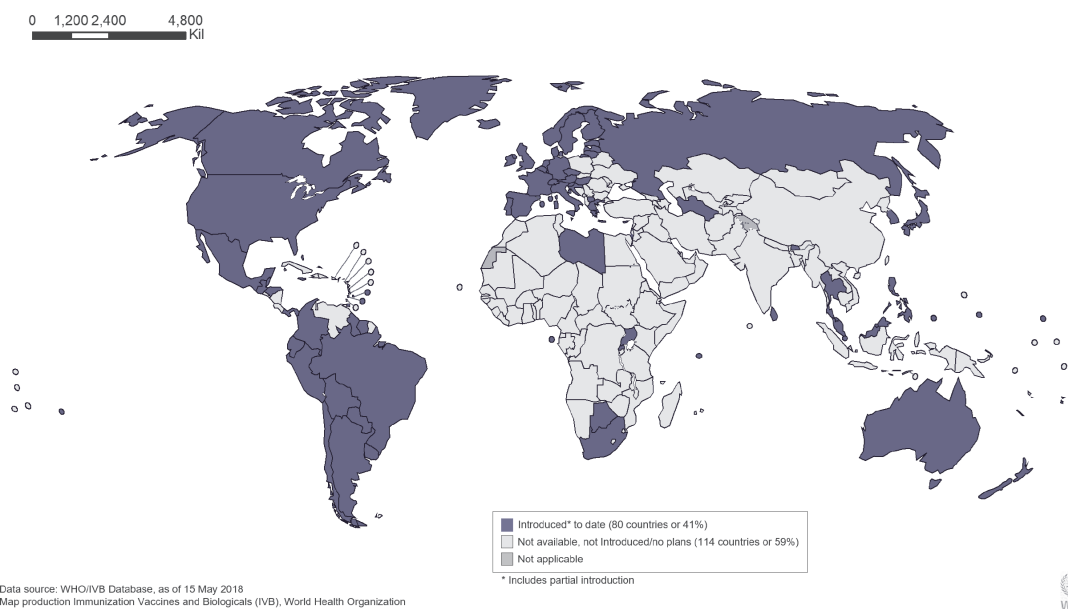 0 1,200 2,400 4,800
Kil
Introduced* to date (80 countries or 41%)
Not available, not Introduced/no plans (114 countries or 59%)
Not applicable
* Includes partial introduction
Data source: WHO/IVB Database, as of 15 May 2018
Map production Immunization Vaccines and Biologicals (IVB), World Health Organization